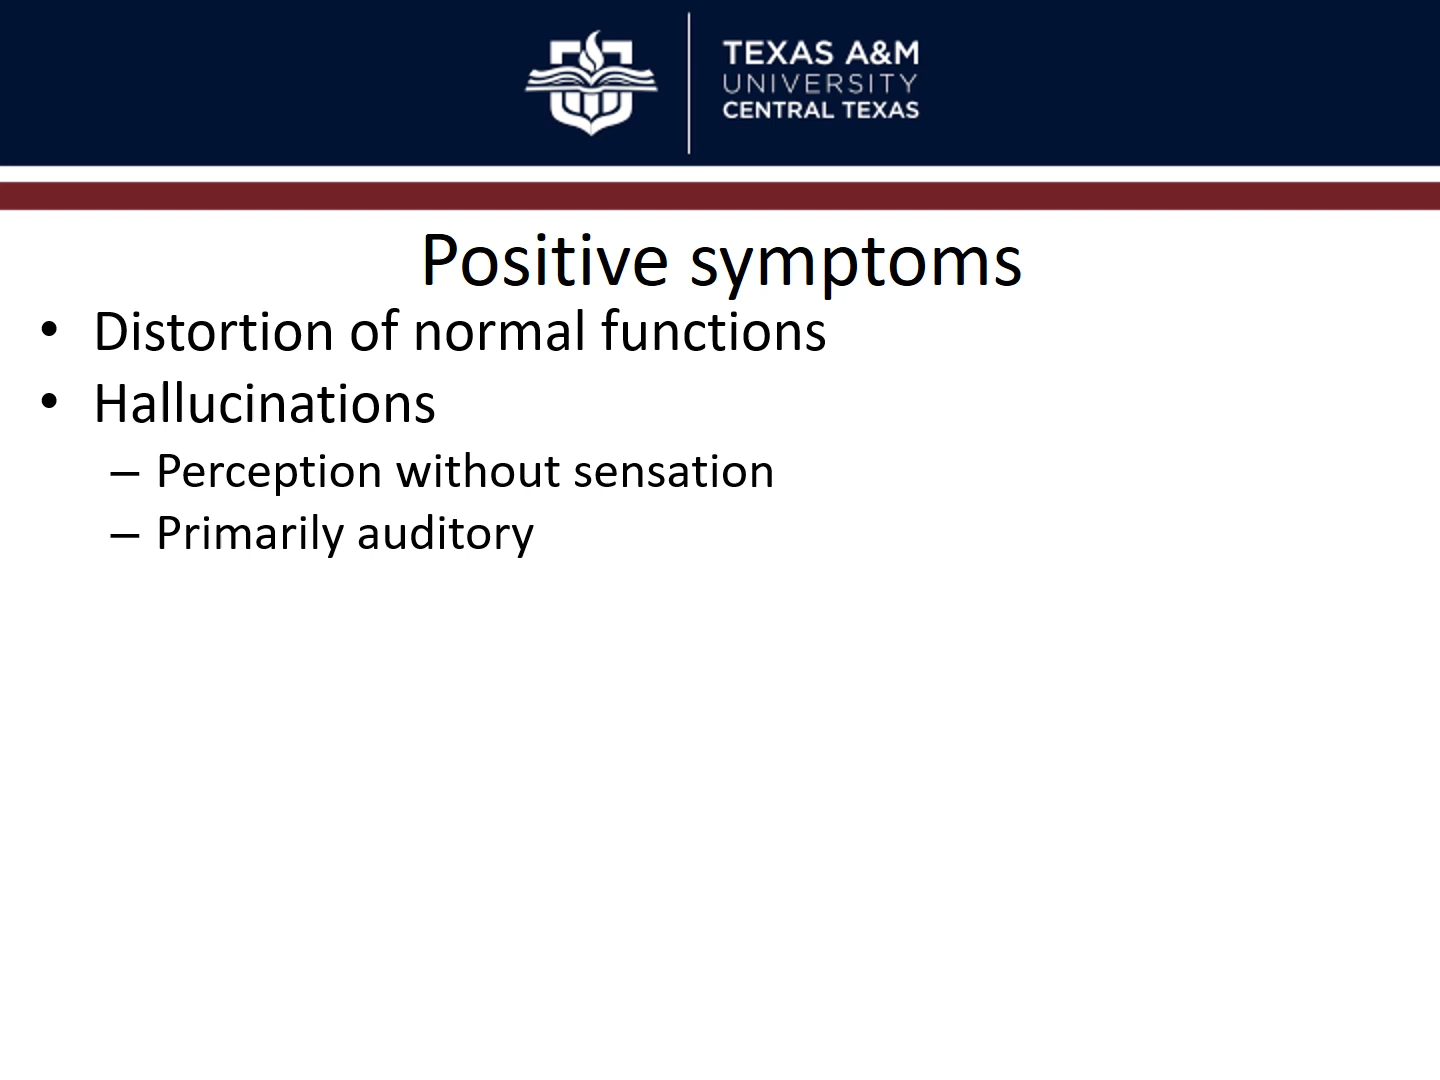 TEXAS A&M
UNIVERSITY
CENTRAL TEXAS
Positive symptoms
• Distortion of normal functions
• Hallucinations
– Perception without sensation
– Primarily auditory